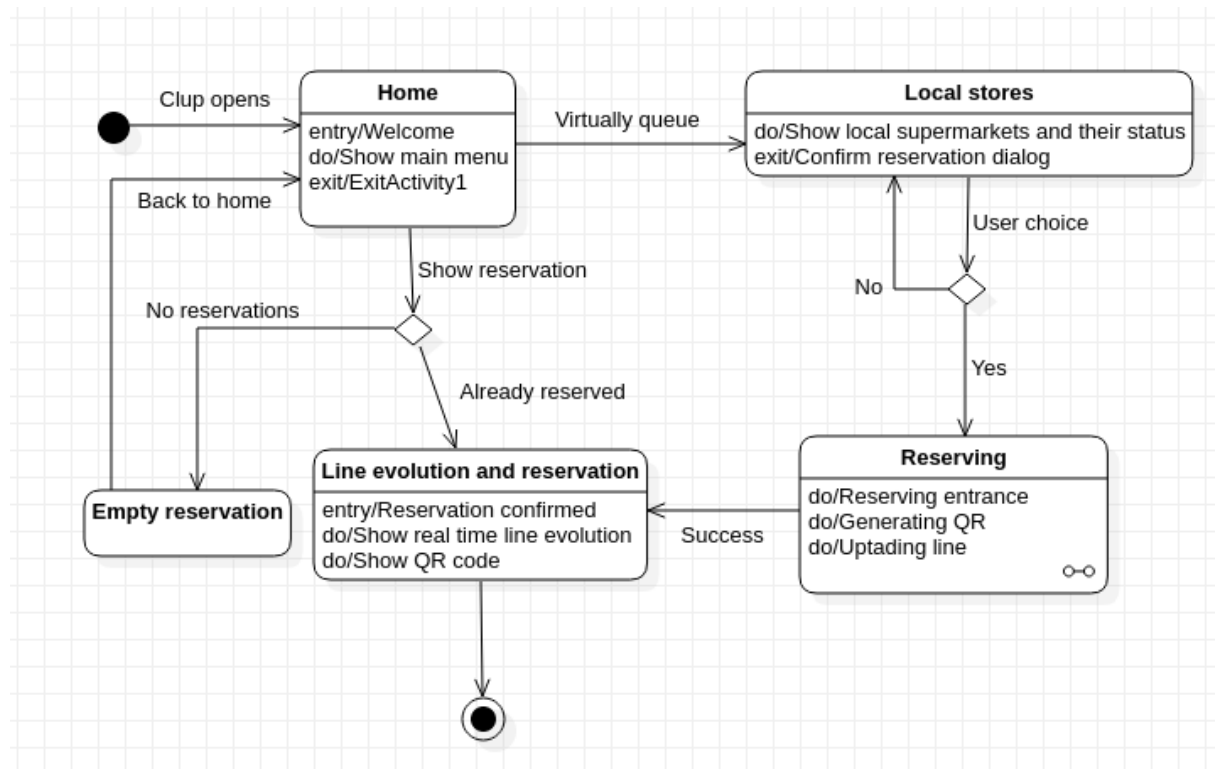 Clup opens
Home
entry/Welcome
do/Show main menu
exit/ExitActivity1
Virtually queue
Local stores
do/Show local supermarkets and their status
exit/Confirm reservation dialog
Back to home
User choice
Show reservation
No
No reservations
Yes
Already reserved
Line evolution and reservation
entry/Reservation confirmed
do/Show real time line evolution
do/Show QR code
Reserving
do/Reserving entrance
do/Generating QR
do/Uptading line
Empty reservation
Success